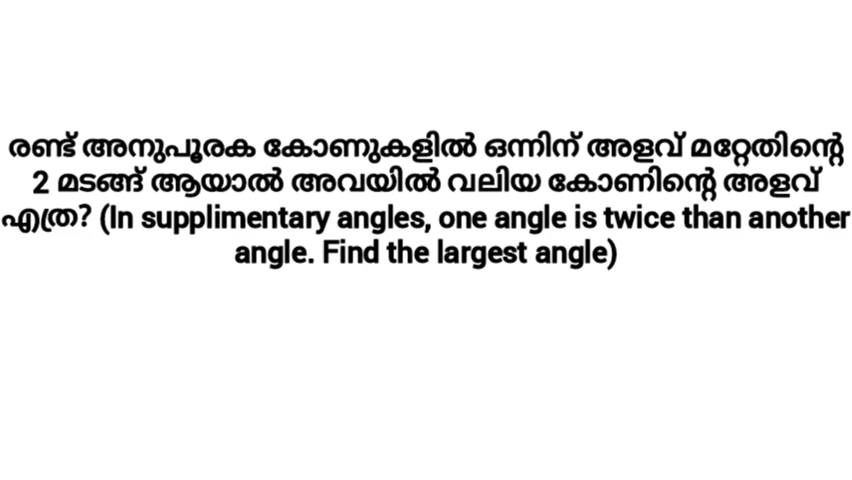 രണ്ട് അനുപൂരക കോണുകളിൽ ഒന്നിന് അളവ് മറ്റേതിന്റെ
2 മടങ്ങ് ആയാൽ അവയിൽ വലിയ കോണിന്റെ അളവ്
എത്ര? (In supplimentary angles, one angle is twice than another
angle. Find the largest angle)